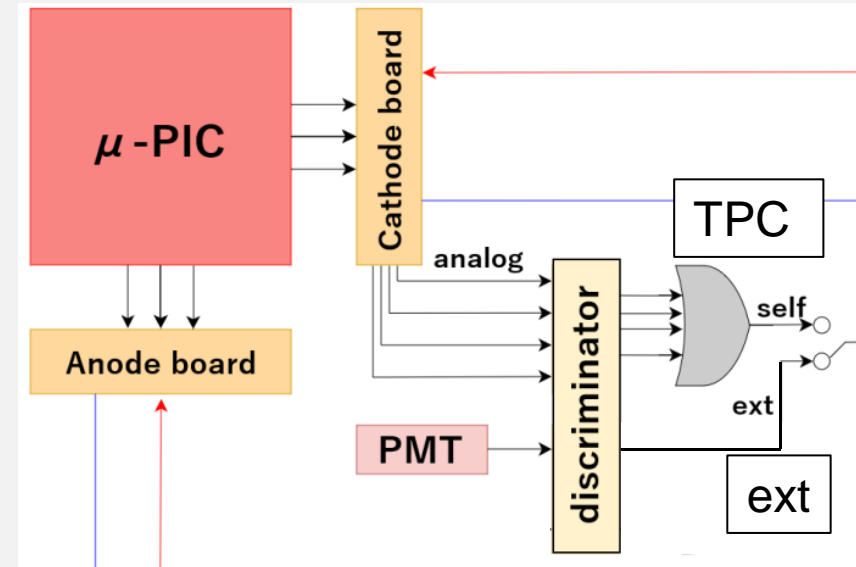 μ-PIC
Cathode board
TPC
analog
self
Anode board
discriminator
ext
PMT
ext